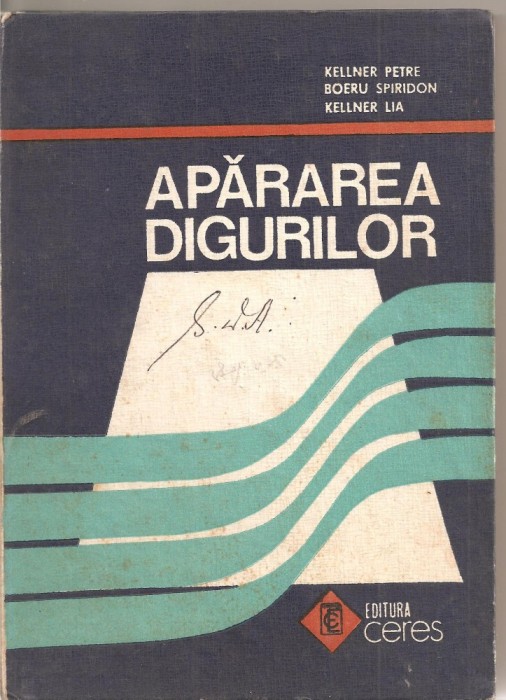 KELLNER PETRE
BOERU SPIRIDON
KELLNER LIA
APĂRAREA
DIGURILOR
EDITURA
ceres